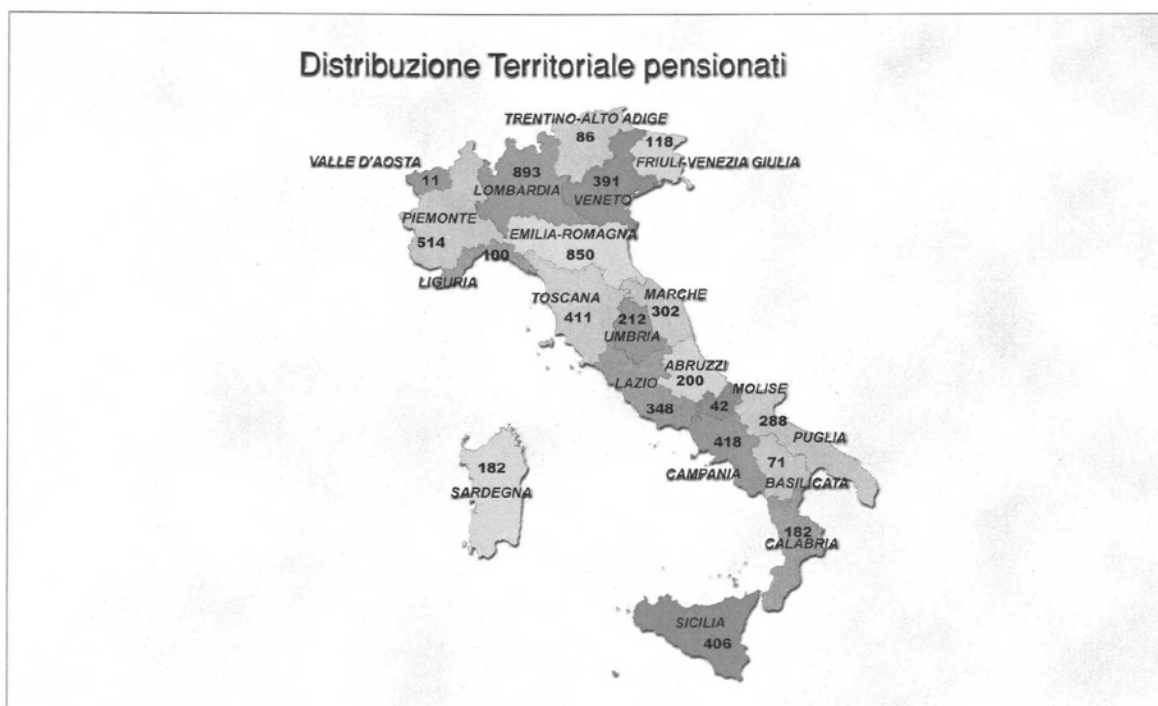 Distribuzione Territoriale pensionati
TRENTINO-ALTO ADIGE
86
118
FRIULI-VENEZIA GIULIA
VALLE D'AOSTA
11
893
LOMBARDIA
391
VENETO
PIEMONTE
514
EMILIA-ROMAGNA
850
100
LIGURIA
TOSCANA
411
MARCHE
302
212
UMBRIA
ABRUZZI
200
LAZIO
348
MOLISE
42
288
PUGLIA
418
CAMPANIA
71
BASILICATA
182
SARDEGNA
182
CALABRIA
SICILIA
406